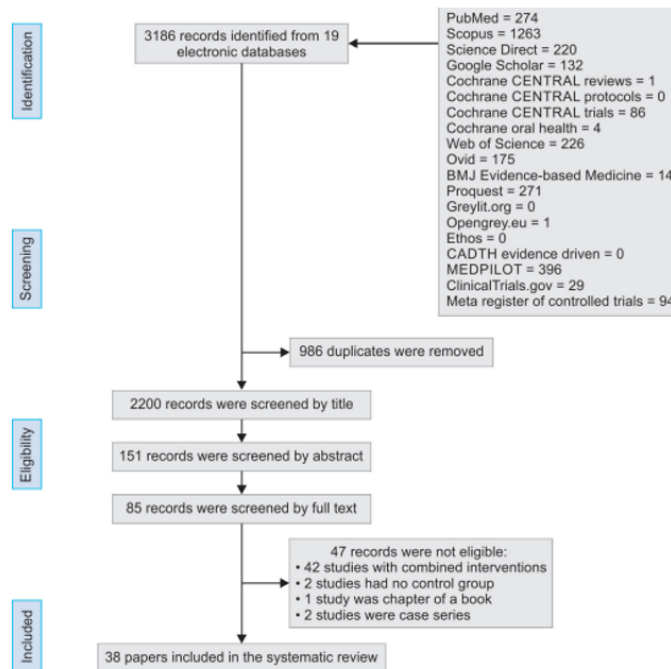 Identification
3186 records identified from 19
electronic databases
PubMed = 274
Scopus = 1263
Science Direct = 220
Google Scholar = 132
Cochrane CENTRAL reviews = 1
Cochrane CENTRAL protocols = 0
Cochrane CENTRAL trials = 86
Cochrane oral health = 4
Web of Science = 226
Ovid = 175
BMJ Evidence-based Medicine = 14
Proquest = 271
Greylit.org = 0
Opengrey.eu = 1
Ethos = 0
CADTH evidence driven = 0
MEDPILOT = 396
ClinicalTrials.gov = 29
Meta register of controlled trials = 94
Screening
986 duplicates were removed
2200 records were screened by title
Eligibility
151 records were screened by abstract
85 records were screened by full text
47 records were not eligible:
• 42 studies with combined interventions
• 2 studies had no control group
• 1 study was chapter of a book
• 2 studies were case series
Included
38 papers included in the systematic review